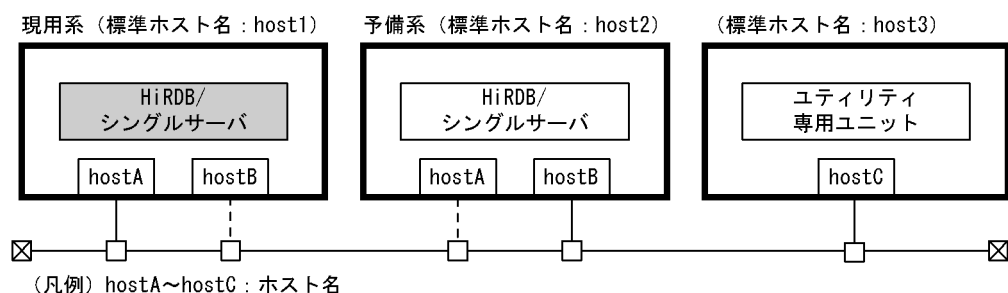 現用系（標準ホスト名：host1）
予備系（標準ホスト名：host2）
（標準ホスト名：host3）
HiRDB/
シングルサーバ
HiRDB/
シングルサーバ
ユティリティ
専用ユニット
hostA
hostB
hostA
hostB
hostC
（凡例）hostA～hostC：ホスト名